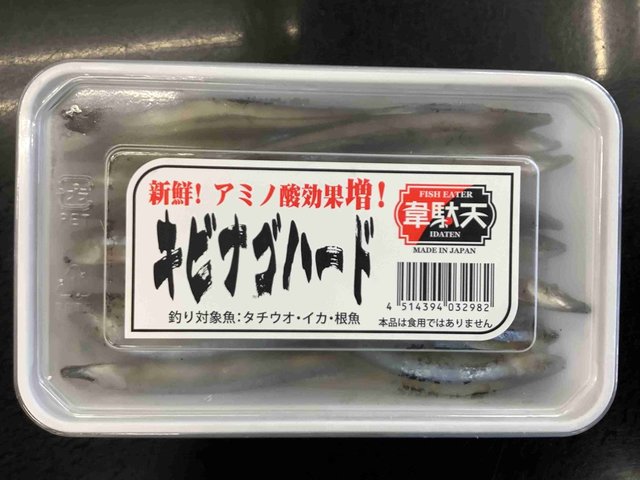 新鮮! アミノ酸効果増!
FISH EATER
韋駄天
IDATEN
MADE IN JAPAN
キビナゴハード
4 514394 032982
釣り対象魚:タチウオ・イカ・根魚
本品は食用ではありません